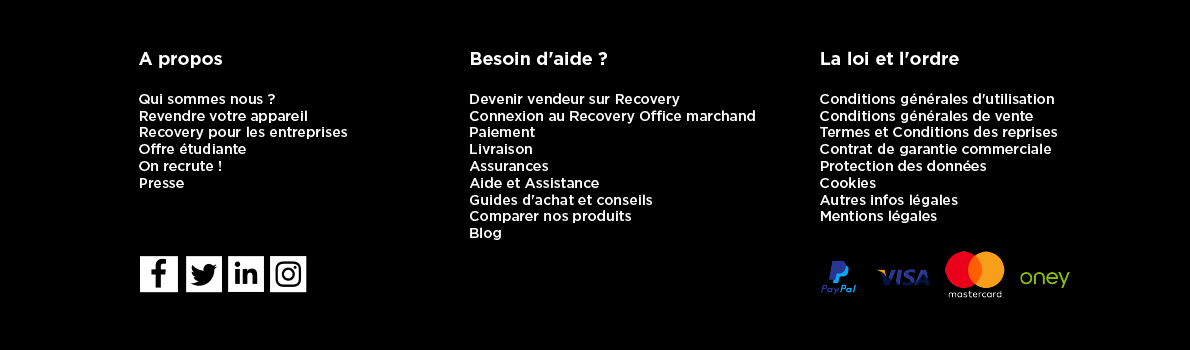 A propos
Qui sommes nous ?
Revendre votre appareil
Recovery pour les entreprises
Offre étudiante
On recrute !
Presse
Besoin d'aide ?
Devenir vendeur sur Recovery
Connexion au Recovery Office marchand
Paiement
Livraison
Assurances
Aide et Assistance
Guides d'achat et conseils
Comparer nos produits
Blog
La loi et l'ordre
Conditions générales d'utilisation
Conditions générales de vente
Termes et Conditions des reprises
Contrat de garantie commerciale
Protection des données
Cookies
Autres infos légales
Mentions légales
PayPal
VISA
mastercard
oney